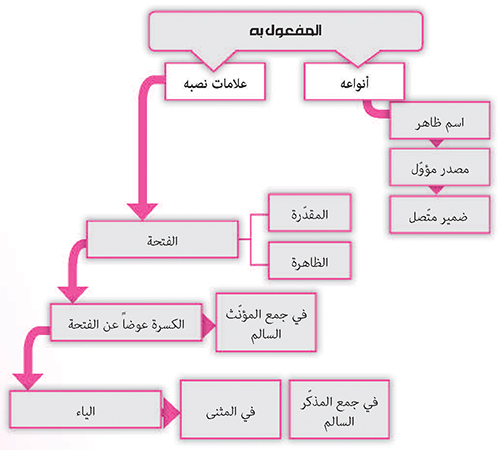 المفعول به
أنواعه
علامات نصبه
اسم ظاهر
مصدر مؤوّل
ضمير متّصل
المقدّرة
الفتحة
الظاهرة
في جمع المؤنّث
السالم
الكسرة عوضاً عن الفتحة
في جمع المذكّر
السالم
في المثنى
الياء